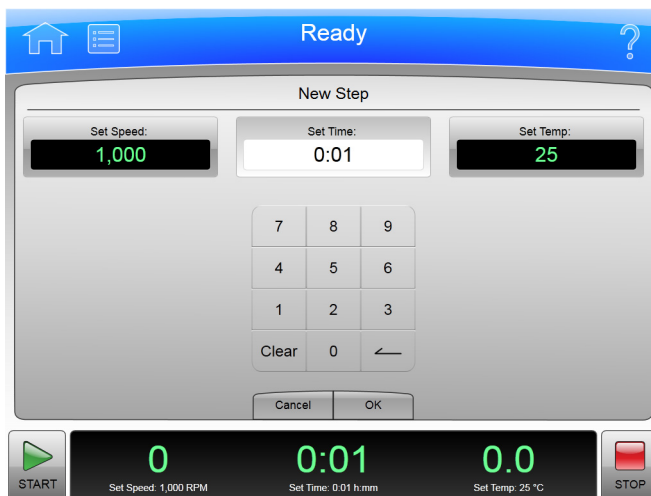 Ready
?
New Step
Set Speed:
1,000
Set Time:
0:01
Set Temp:
25
7 8 9
4 5 6
1 2 3
Clear 0
Cancel OK
START
0
Set Speed: 1,000 RPM
0:01
Set Time: 0:01 h:mm
0.0
Set Temp: 25 °C
STOP